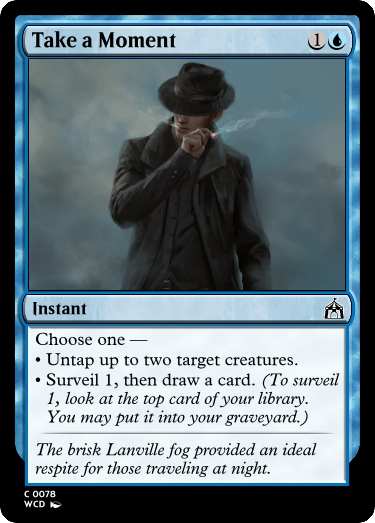 Take a Moment 1
Instant
Choose one —
• Untap up to two target creatures.
• Surveil 1, then draw a card. (To surveil
1, look at the top card of your library.
You may put it into your graveyard.)
The brisk Lanville fog provided an ideal
respite for those traveling at night.
C 0078
WCD